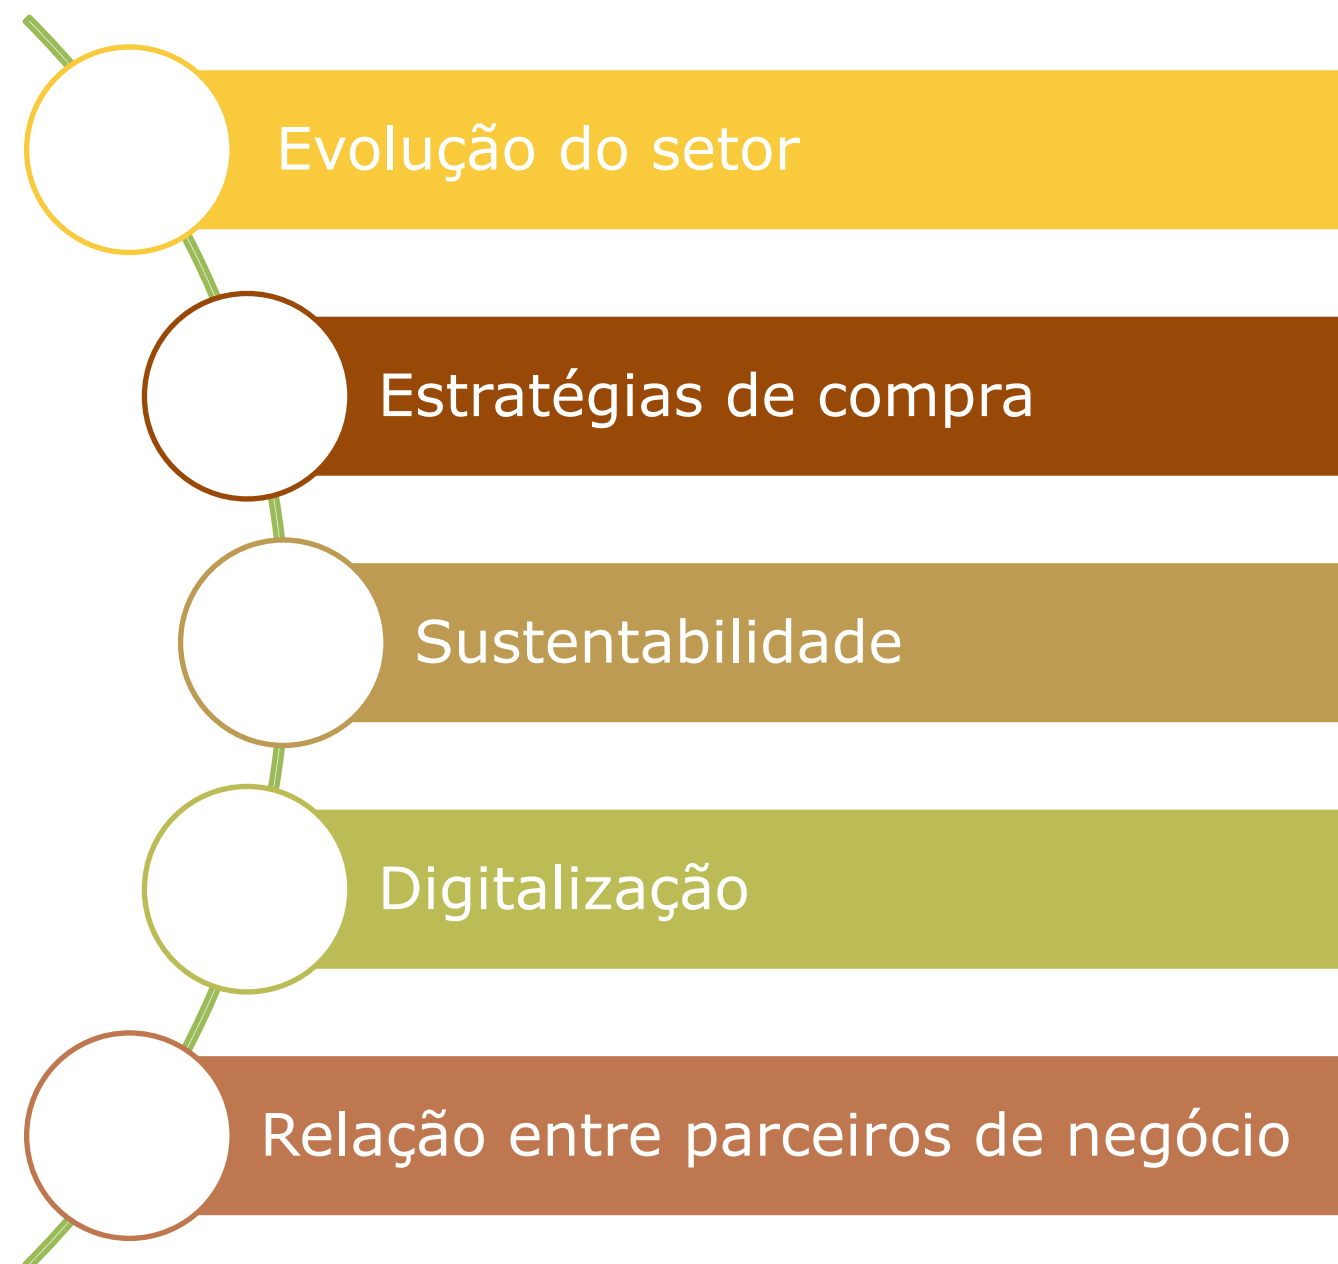 Evolução do setor
Estratégias de compra
Sustentabilidade
Digitalização
Relação entre parceiros de negócio